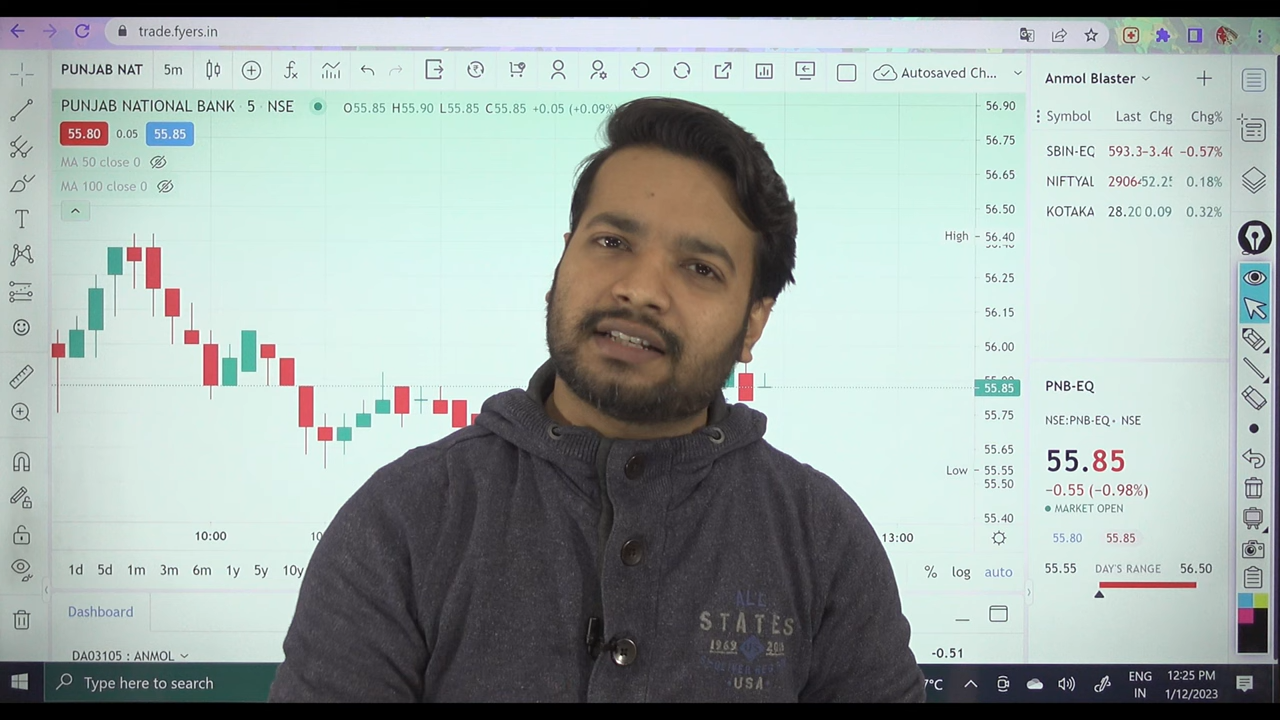 trade.fyers.in
PUNJAB NAT 5m Autosaved Ch...
PUNJAB NATIONAL BANK · 5 · NSE O55.85 H55.90 L55.85 C55.85 +0.05 (+0.09%)
55.80 0.05 55.85
MA 50 close 0
MA 100 close 0
56.90
56.75
56.65
56.50
High 56.40
56.25
56.15
56.00
55.85
55.75
55.65
Low 55.55
55.50
55.40
10:00 13:00
1d 5d 1m 3m 6m 1y 5y 10y % log auto
Dashboard
DA03105 : ANMOL -0.51
Anmol Blaster
Symbol Last Chg Chg%
SBIN-EQ 593.3 -3.40 -0.57%
NIFTYAL 29064 52.25 0.18%
KOTAKA 28.20 0.09 0.32%
PNB-EQ
NSE:PNB-EQ · NSE
55.85
-0.55 (-0.98%)
MARKET OPEN
55.80 55.85
55.55 DAY'S RANGE 56.50
ALL
STATES
1969 US
USA
Type here to search
ENG
IN
12:25 PM
1/12/2023